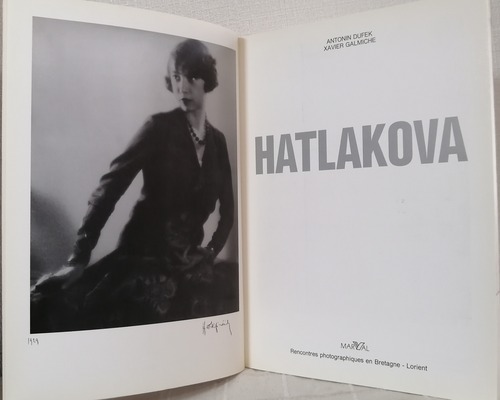 1929
ANTONIN DUFEK
XAVIER GALMICHE
HATLAKOVA
MARVAL
Rencontres photographiques en Bretagne - Lorient